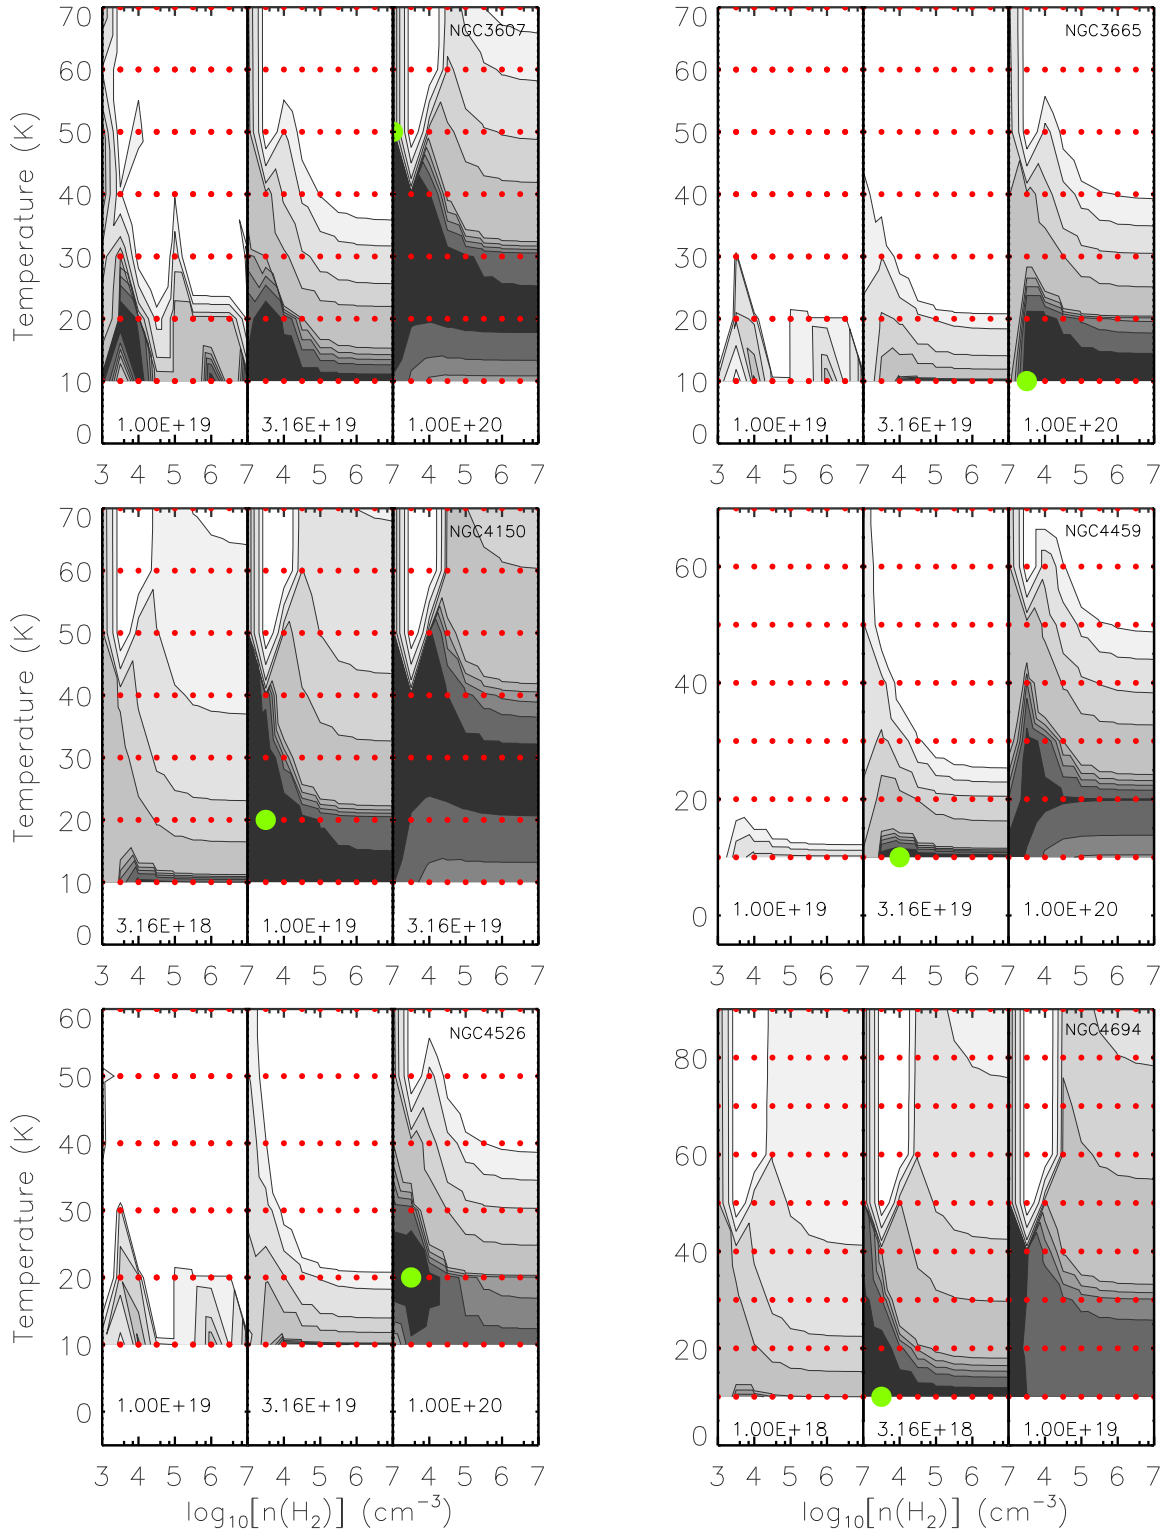 70
60
50
40
30
20
10
0
Temperature (K)
NGC3607
1.00E+19
3.16E+19
1.00E+20
3 4 5 6 7 4 5 6 7 4 5 6 7
70
60
50
40
30
20
10
0
NGC3665
1.00E+19
3.16E+19
1.00E+20
3 4 5 6 7 4 5 6 7 4 5 6 7
70
60
50
40
30
20
10
0
Temperature (K)
NGC4150
3.16E+18
1.00E+19
3.16E+19
3 4 5 6 7 4 5 6 7 4 5 6 7
60
40
20
0
NGC4459
1.00E+19
3.16E+19
1.00E+20
3 4 5 6 7 4 5 6 7 4 5 6 7
60
50
40
30
20
10
0
Temperature (K)
NGC4526
1.00E+19
3.16E+19
1.00E+20
3 4 5 6 7 4 5 6 7 4 5 6 7
log₁₀[n(H₂)] (cm⁻³)
80
60
40
20
0
NGC4694
1.00E+18
3.16E+18
1.00E+19
3 4 5 6 7 4 5 6 7 4 5 6 7
log₁₀[n(H₂)] (cm⁻³)